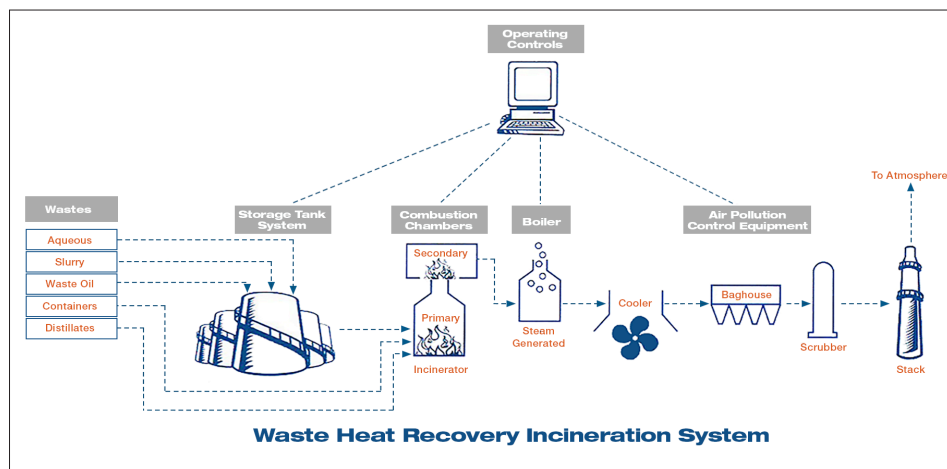 Operating
Controls
To Atmosphere
Wastes
Storage Tank
System
Combustion
Chambers
Boiler
Air Pollution
Control Equipment
Aqueous
Slurry
Waste Oil
Containers
Distillates
Secondary
Primary
Incinerator
Steam
Generated
Cooler
Baghouse
Scrubber
Stack
Waste Heat Recovery Incineration System